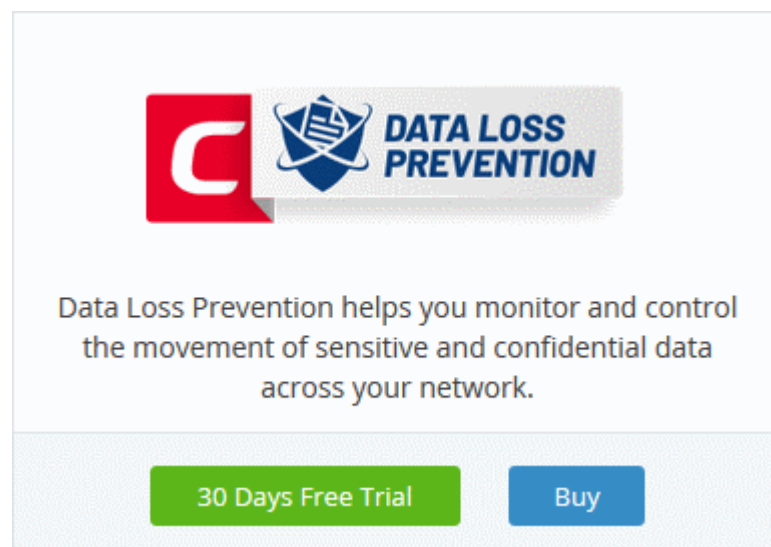 C
DATA LOSS
PREVENTION
Data Loss Prevention helps you monitor and control
the movement of sensitive and confidential data
across your network.
30 Days Free Trial
Buy